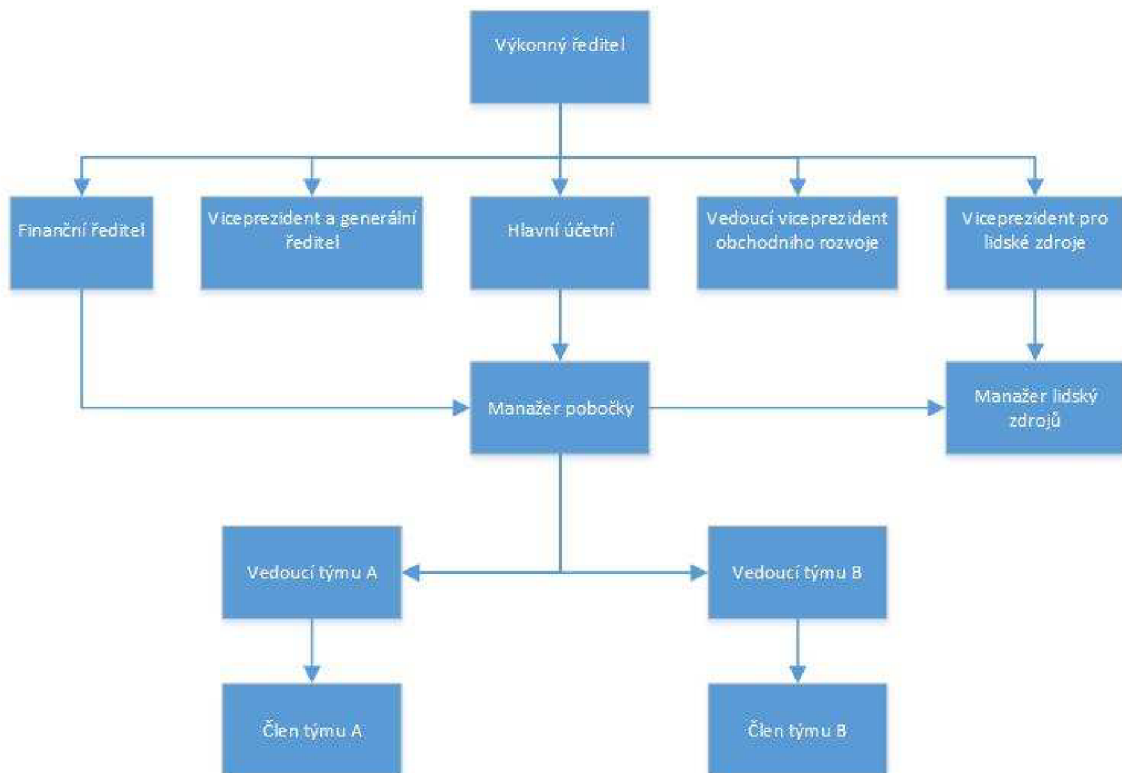 Výkonný ředitel
Finanční ředitel
Viceprezident a generální
ředitel
Hlavní účetní
Vedoucí viceprezident
obchodního rozvoje
Viceprezident pro
lidské zdroje
Manažer pobočky
Manažer lidský
zdrojů
Vedoucí týmu A
Vedoucí týmu B
Člen týmu A
Člen týmu B